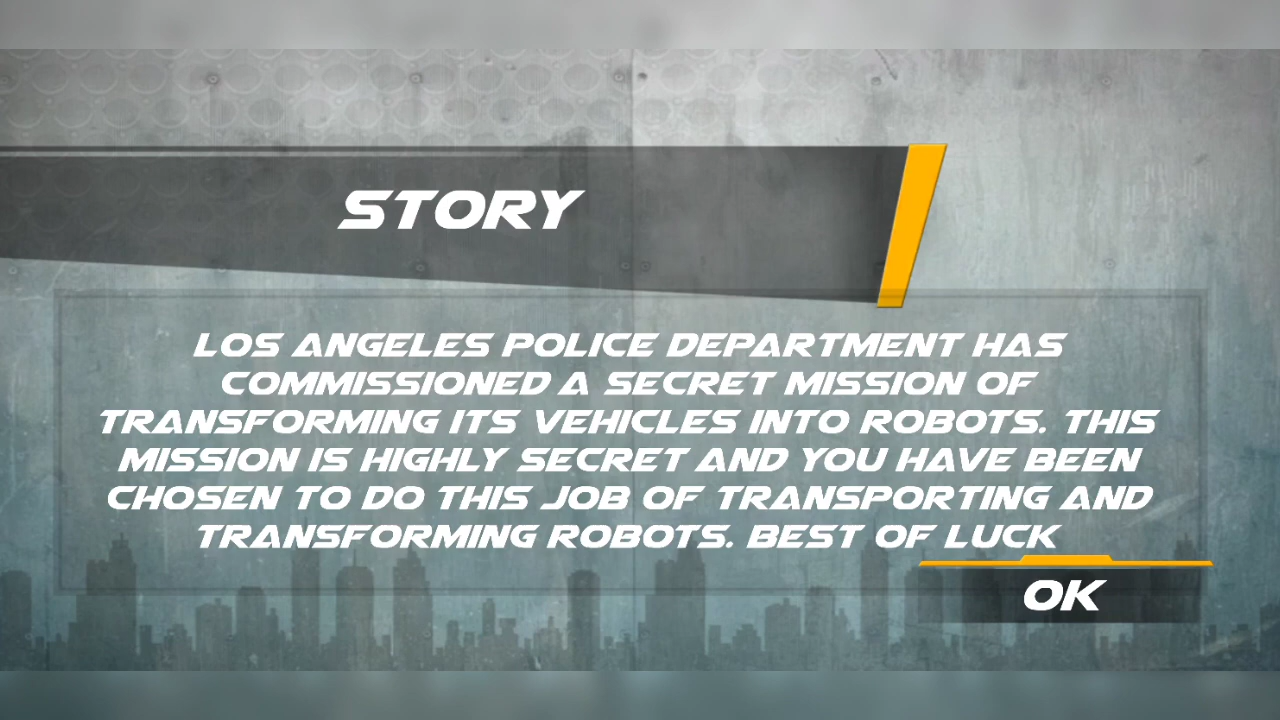 STORY
LOS ANGELES POLICE DEPARTMENT HAS
COMMISSIONED A SECRET MISSION OF
TRANSFORMING ITS VEHICLES INTO ROBOTS. THIS
MISSION IS HIGHLY SECRET AND YOU HAVE BEEN
CHOSEN TO DO THIS JOB OF TRANSPORTING AND
TRANSFORMING ROBOTS. BEST OF LUCK
OK